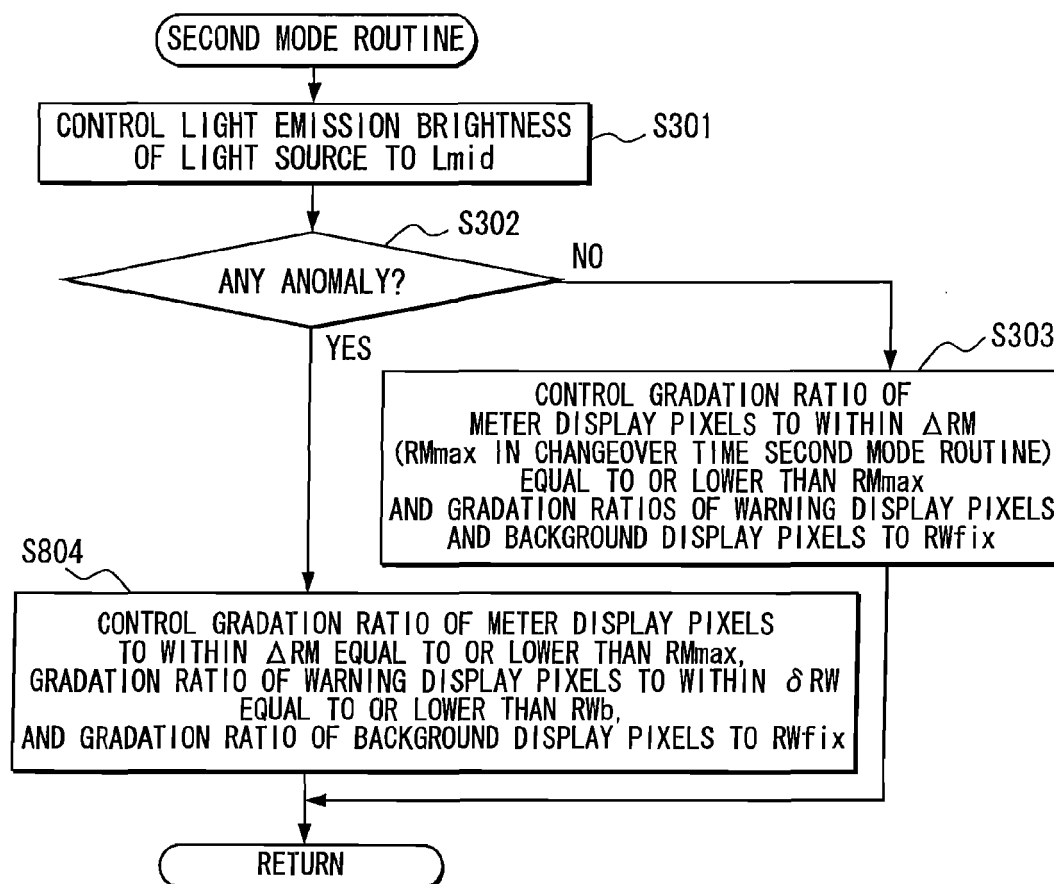 SECOND MODE ROUTINE
CONTROL LIGHT EMISSION BRIGHTNESS
OF LIGHT SOURCE TO Lmid
S301
S302
ANY ANOMALY?
NO
YES
S303
CONTROL GRADATION RATIO OF
METER DISPLAY PIXELS TO WITHIN ΔRM
(RMmax IN CHANGEOVER TIME SECOND MODE ROUTINE)
EQUAL TO OR LOWER THAN RMmax
AND GRADATION RATIOS OF WARNING DISPLAY PIXELS
AND BACKGROUND DISPLAY PIXELS TO RWfix
S804
CONTROL GRADATION RATIO OF METER DISPLAY PIXELS
TO WITHIN ΔRM EQUAL TO OR LOWER THAN RMmax,
GRADATION RATIO OF WARNING DISPLAY PIXELS TO WITHIN δRW
EQUAL TO OR LOWER THAN RWb,
AND GRADATION RATIO OF BACKGROUND DISPLAY PIXELS TO RWfix
RETURN